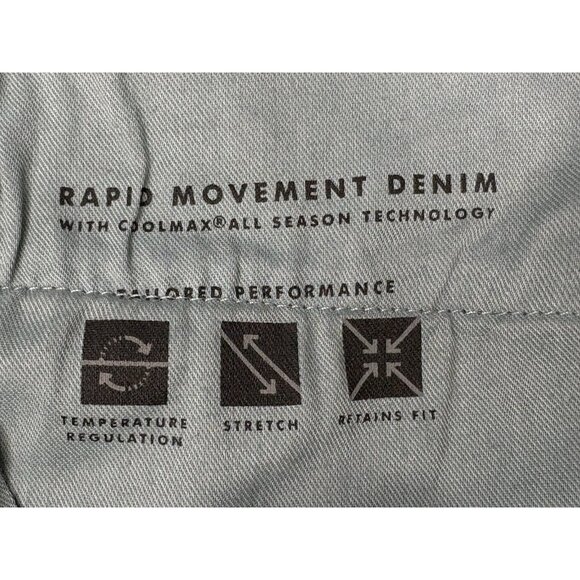 RAPID MOVEMENT DENIM
WITH COOLMAX® ALL SEASON TECHNOLOGY
TAILORED PERFORMANCE
TEMPERATURE
REGULATION
STRETCH
RETAINS FIT